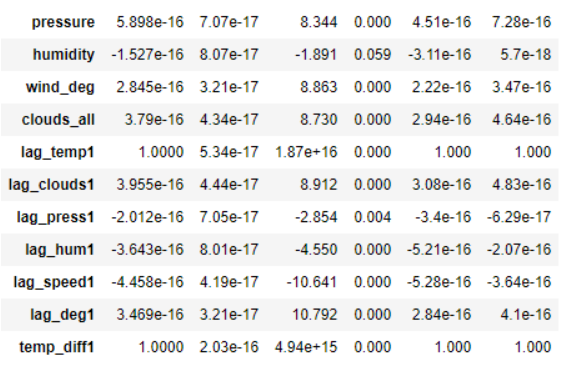 pressure 5.898e-16 7.07e-17 8.344 0.000 4.51e-16 7.28e-16
humidity -1.527e-16 8.07e-17 -1.891 0.059 -3.11e-16 5.7e-18
wind_deg 2.845e-16 3.21e-17 8.863 0.000 2.22e-16 3.47e-16
clouds_all 3.79e-16 4.34e-17 8.730 0.000 2.94e-16 4.64e-16
lag_temp1 1.0000 5.34e-17 1.87e+16 0.000 1.000 1.000
lag_clouds1 3.955e-16 4.44e-17 8.912 0.000 3.08e-16 4.83e-16
lag_press1 -2.012e-16 7.05e-17 -2.854 0.004 -3.4e-16 -6.29e-17
lag_hum1 -3.643e-16 8.01e-17 -4.550 0.000 -5.21e-16 -2.07e-16
lag_speed1 -4.458e-16 4.19e-17 -10.641 0.000 -5.28e-16 -3.64e-16
lag_deg1 3.469e-16 3.21e-17 10.792 0.000 2.84e-16 4.1e-16
temp_diff1 1.0000 2.03e-16 4.94e+15 0.000 1.000 1.000